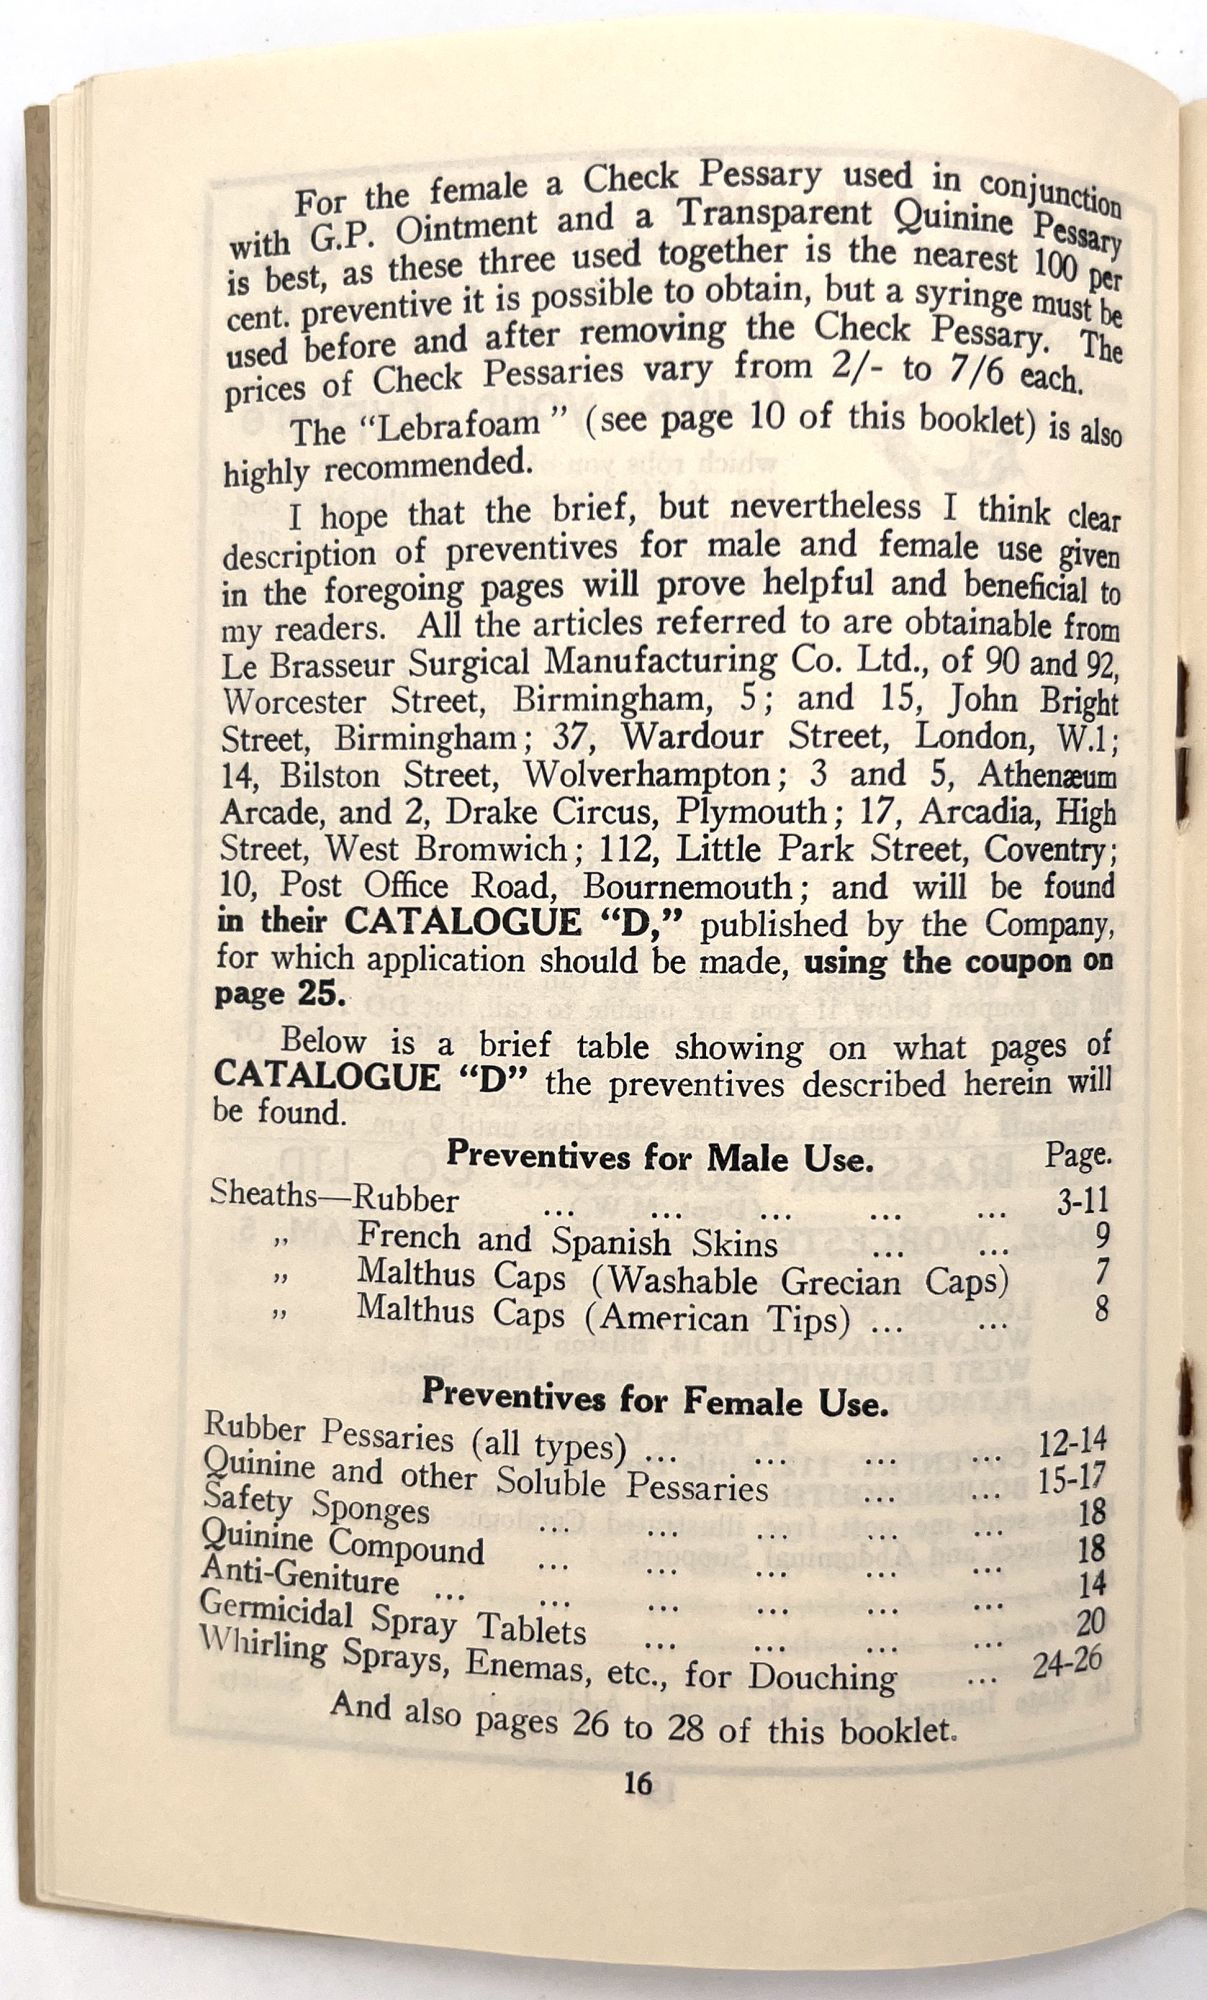 For the female a Check Pessary used in conjunction
with G.P. Ointment and a Transparent Quinine Pessary
is best, as these three used together is the nearest 100 per
cent. preventive it is possible to obtain, but a syringe must be
used before and after removing the Check Pessary. The
prices of Check Pessaries vary from 2/- to 7/6 each.
The “Lebrafoam ” (see page 10 of this booklet) is also
highly recommended.
I hope that the brief, but nevertheless I think clear
description of preventives for male and female use given
in the foregoing pages will prove helpful and beneficial to
my readers. All the articles referred to are obtainable from
Le Brasseur Surgical Manufacturing Co. Ltd., of 90 and 92,
Worcester Street, Birmingham, 5; and 15, John Bright
Street, Birmingham; 37, Wardour Street, London, W.1;
14, Bilston Street, Wolverhampton; 3 and 5, Athenæum
Arcade, and 2, Drake Circus, Plymouth; 17, Arcadia, High
Street, West Bromwich; 112, Little Park Street, Coventry;
10, Post Office Road, Bournemouth; and will be found
in their CATALOGUE “D,” published by the Company,
for which application should be made, using the coupon on
page 25.
Below is a brief table showing on what pages of
CATALOGUE “D” the preventives described herein will
be found.
Preventives for Male Use. Page.
Sheaths—Rubber ... ... ... ... ... 3-11
„ French and Spanish Skins ... ... 9
„ Malthus Caps (Washable Grecian Caps) 7
„ Malthus Caps (American Tips) ... ... 8
Preventives for Female Use.
Rubber Pessaries (all types) ... ... ... ... 12-14
Quinine and other Soluble Pessaries ... ... 15-17
Safety Sponges ... ... ... ... ... 18
Quinine Compound ... ... ... ... ... 18
Anti-Geniture ... ... ... ... ... ... 14
Germicidal Spray Tablets ... ... ... ... 20
Whirling Sprays, Enemas, etc., for Douching ... 24-26
And also pages 26 to 28 of this booklet.
16